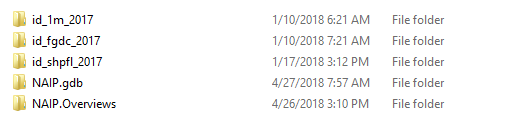 id_1m_2017 1/10/2018 6:21 AM File folder
id_fgdc_2017 1/10/2018 7:21 AM File folder
id_shpfl_2017 1/17/2018 3:12 PM File folder
NAIP.gdb 4/27/2018 7:57 AM File folder
NAIP.Overviews 4/26/2018 3:10 PM File folder